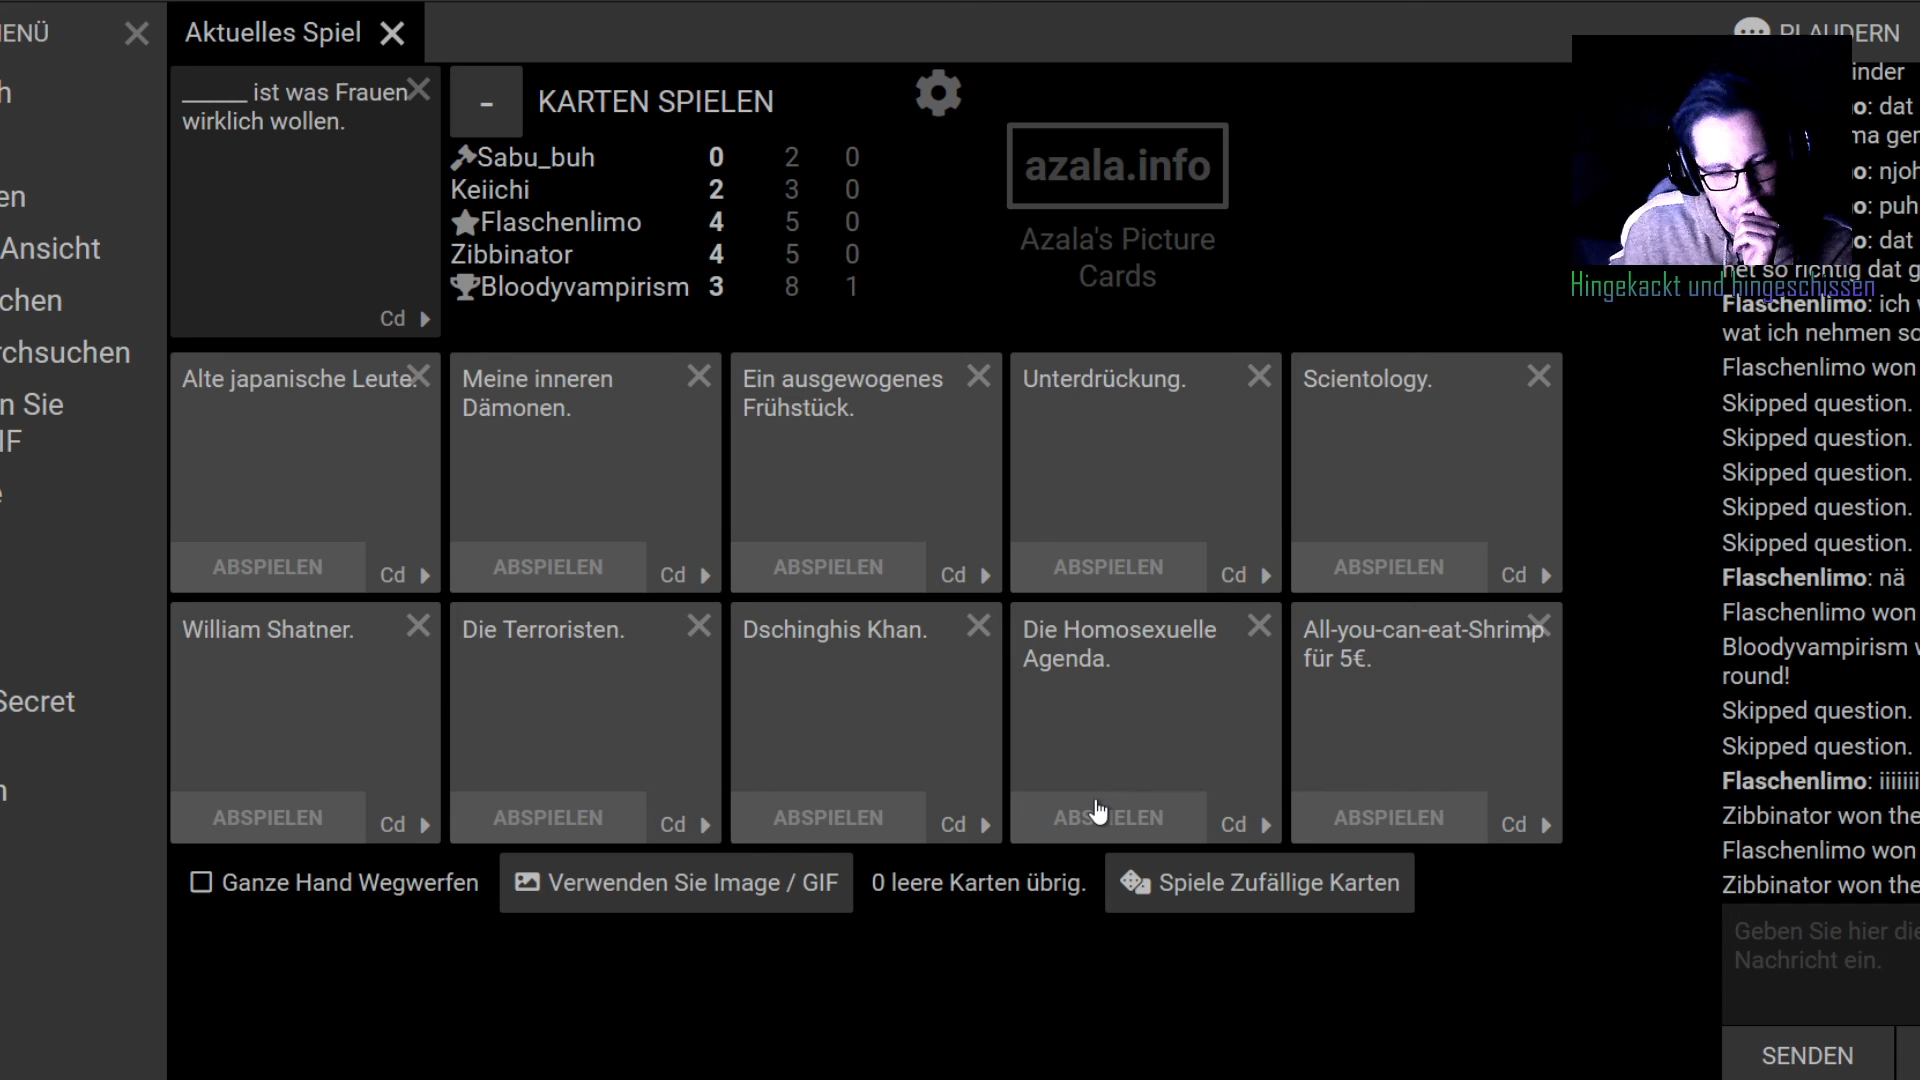 ENÜ
Aktuelles Spiel
PLAUDERN
h
en
Ansicht
chen
rchsuchen
n Sie
IF
e
Secret
n
______ ist was Frauen
wirklich wollen.
Cd
-
KARTEN SPIELEN
Sabu_buh 0 2 0
Keiichi 2 3 0
Flaschenlimo 4 5 0
Zibbinator 4 5 0
Bloodyvampirism 3 8 1
azala.info
Azala's Picture
Cards
Hingekackt und hingeschissen
Alte japanische Leute.
ABSPIELEN Cd
Meine inneren
Dämonen.
ABSPIELEN Cd
Ein ausgewogenes
Frühstück.
ABSPIELEN Cd
Unterdrückung.
ABSPIELEN Cd
Scientology.
ABSPIELEN Cd
William Shatner.
ABSPIELEN Cd
Die Terroristen.
ABSPIELEN Cd
Dschinghis Khan.
ABSPIELEN Cd
Die Homosexuelle
Agenda.
ABSPIELEN Cd
All-you-can-eat-Shrimp
für 5€.
ABSPIELEN Cd
Ganze Hand Wegwerfen
Verwenden Sie Image / GIF
0 leere Karten übrig.
Spiele Zufällige Karten
inder
o: dat
ma ger
o: njoh
o: puh
o: dat
net so richtig dat g
Flaschenlimo: ich w
wat ich nehmen so
Flaschenlimo won
Skipped question.
Skipped question.
Skipped question.
Skipped question.
Skipped question.
Flaschenlimo: nä
Flaschenlimo won
Bloodyvampirism w
round!
Skipped question.
Skipped question.
Flaschenlimo: iiiiiii
Zibbinator won the
Flaschenlimo won
Zibbinator won the
Geben Sie hier die
Nachricht ein.
SENDEN